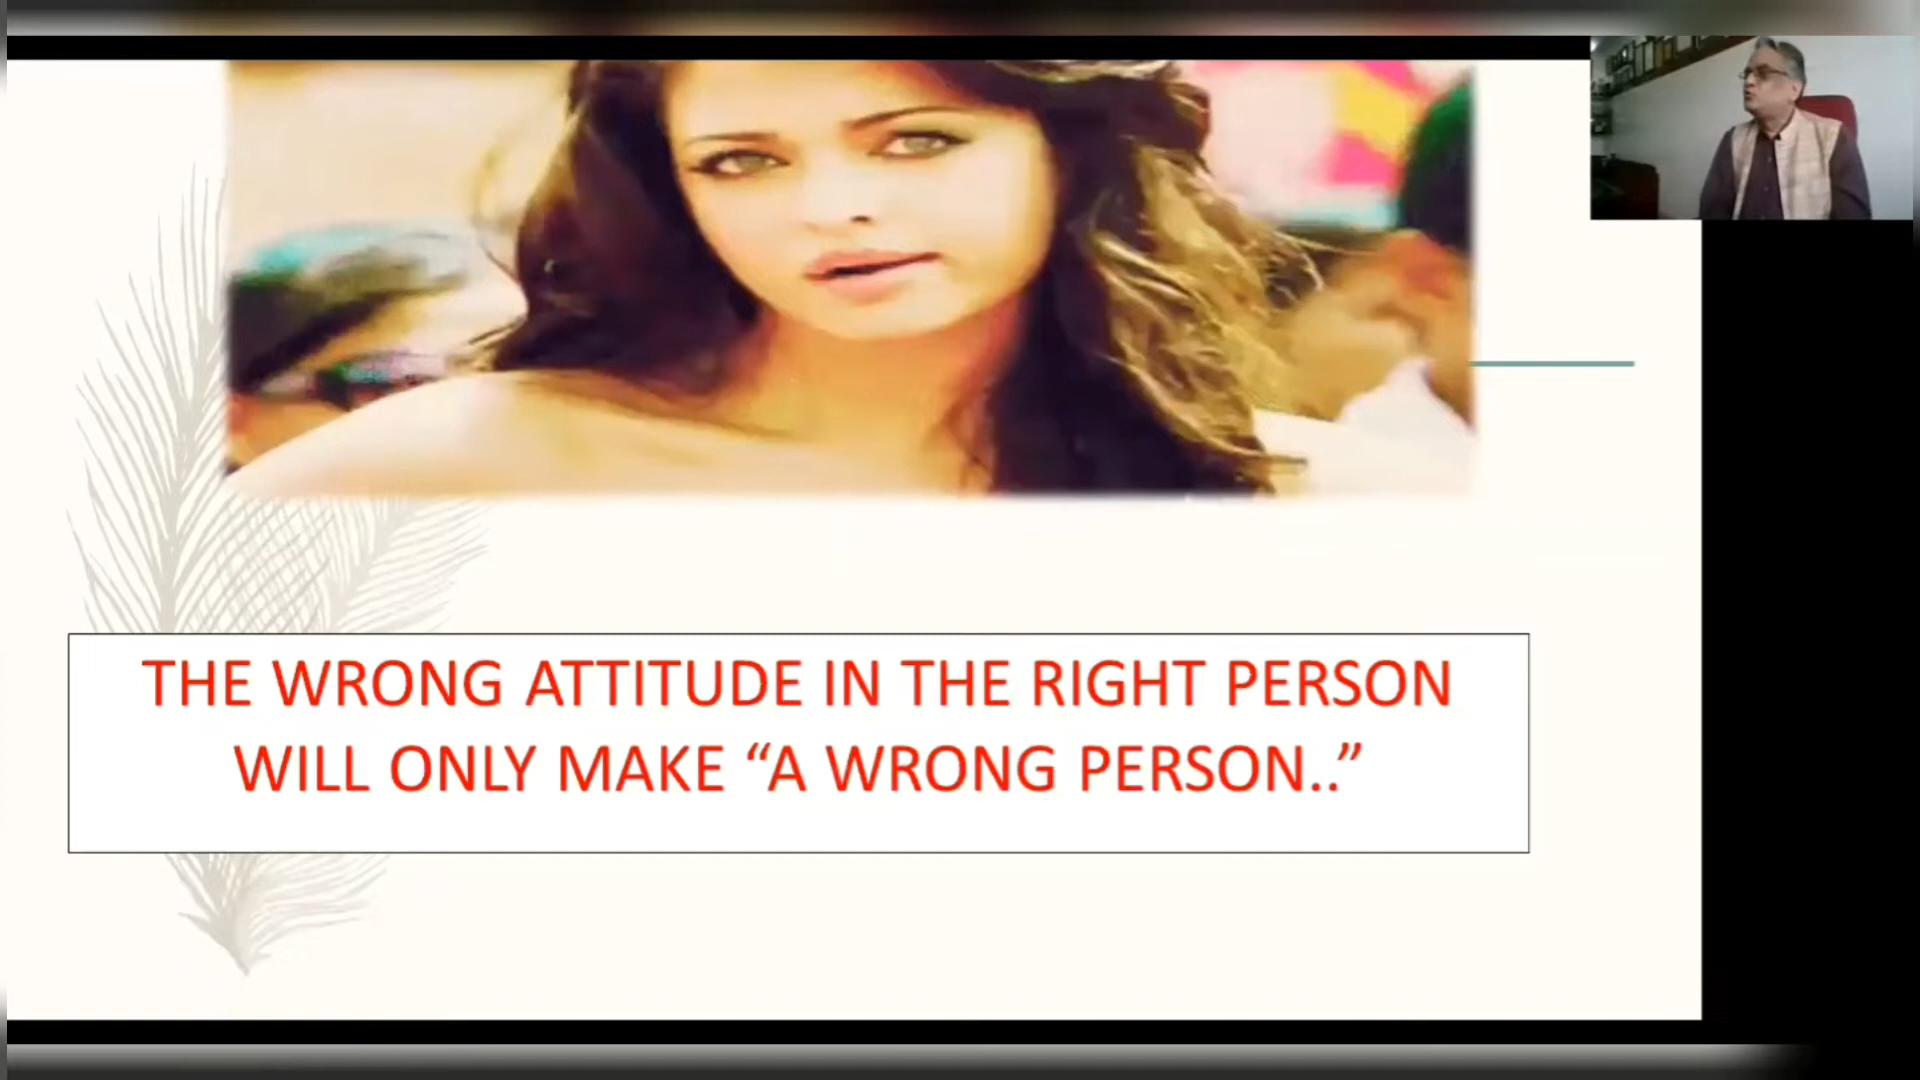 THE WRONG ATTITUDE IN THE RIGHT PERSON
WILL ONLY MAKE “A WRONG PERSON..”